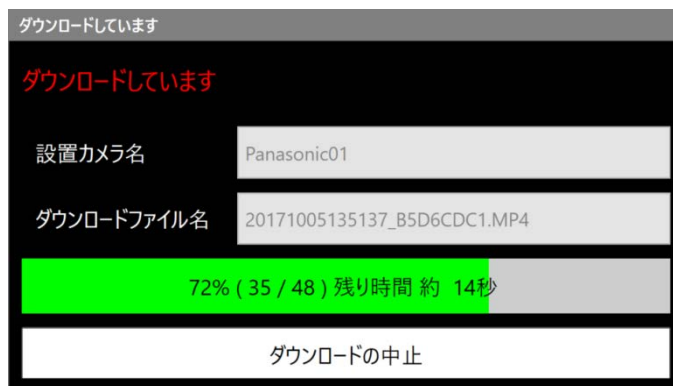 ダウンロードしています
ダウンロードしています
設置カメラ名 Panasonic01
ダウンロードファイル名 20171005135137_B5D6CDC1.MP4
72% ( 35 / 48 ) 残り時間 約 14秒
ダウンロードの中止